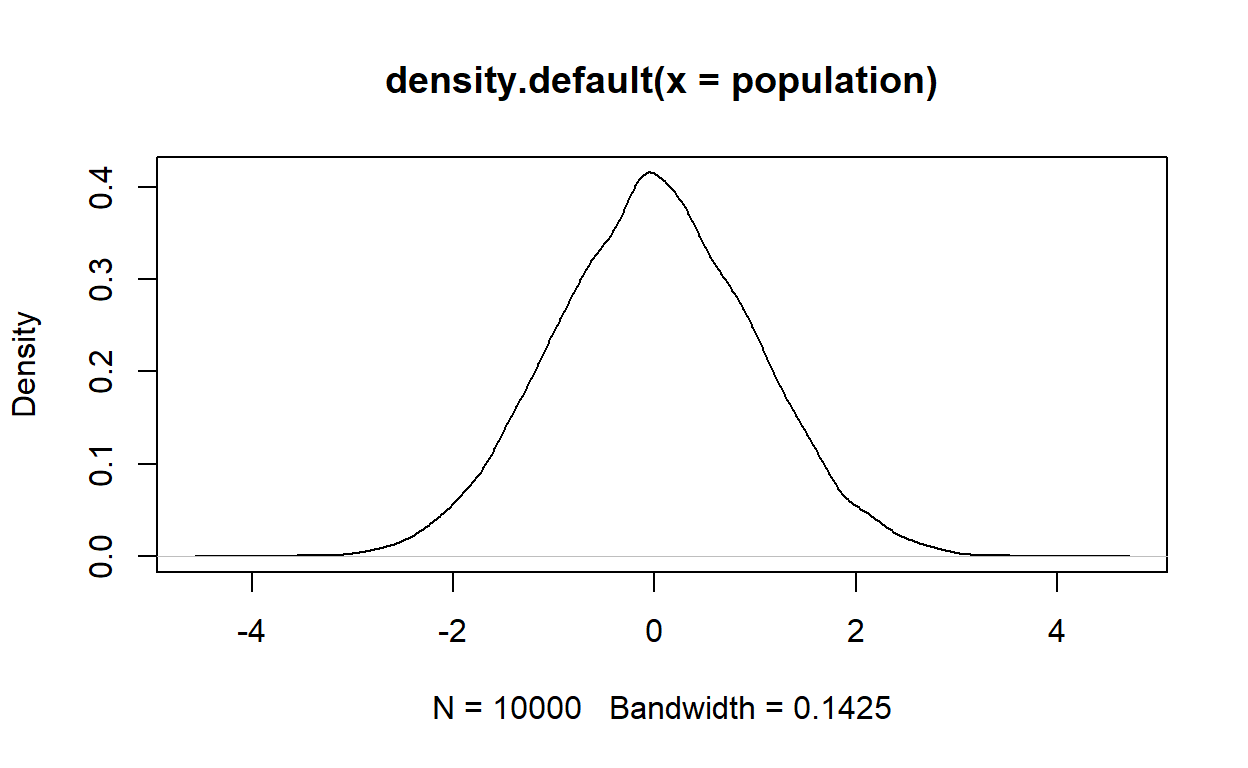 density.default(x = population)
Density
0.4
0.3
0.2
0.1
0.0
-4 -2 0 2 4
N = 10000 Bandwidth = 0.1425